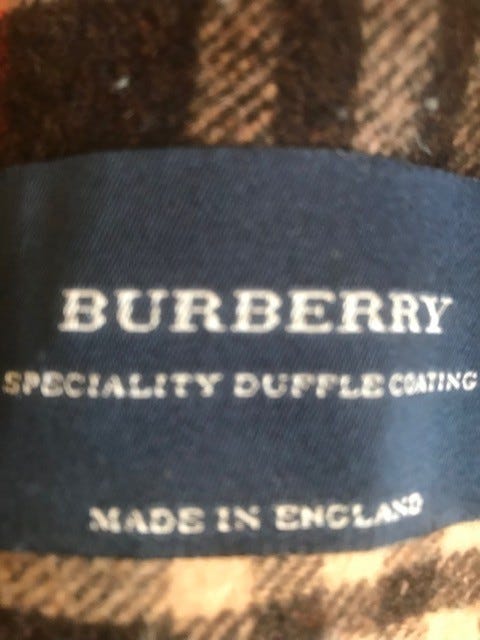 BURBERRY
SPECIALITY DUFFLE COATING
MADE IN ENGLAND